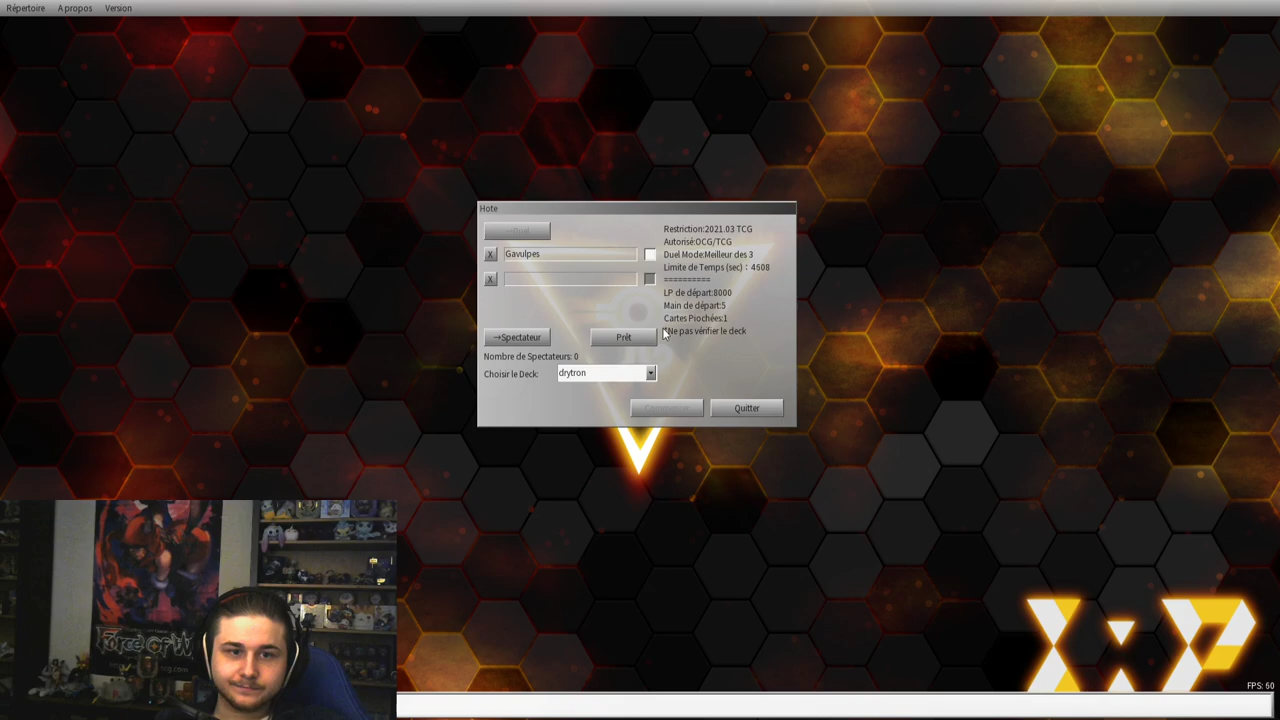 Répertoire A propos Version
Hote
Gavulpes
X
X
Restriction:2021.03 TCG
Autorisé:OCG/TCG
Duel Mode:Meilleur des 3
Limite de Temps (sec) : 4608
==========
LP de départ:8000
Main de départ:5
Cartes Piochées:1
*Ne pas vérifier le deck
→Spectateur
Prêt
Nombre de Spectateurs: 0
Choisir le Deck: drytron
Quitter
Force of W
X:P
FPS: 60